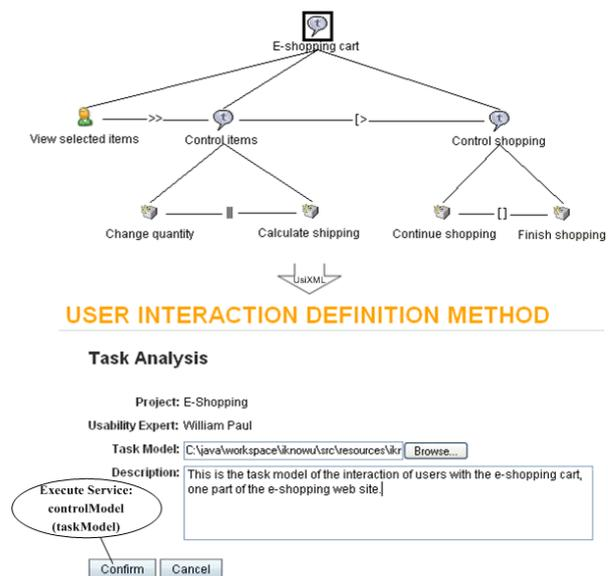 E-shopping cart
>>
[>
View selected items
Control items
Control shopping
|||
[]
Change quantity
Calculate shipping
Continue shopping
Finish shopping
UsiXML
USER INTERACTION DEFINITION METHOD
Task Analysis
Project: E-Shopping
Usability Expert: William Paul
Task Model: C:\java\workspace\iknowu\src\resources\ikr Browse...
Description: This is the task model of the interaction of users with the e-shopping cart,
one part of the e-shopping web site.
Execute Service:
controlModel
(taskModel)
Confirm Cancel